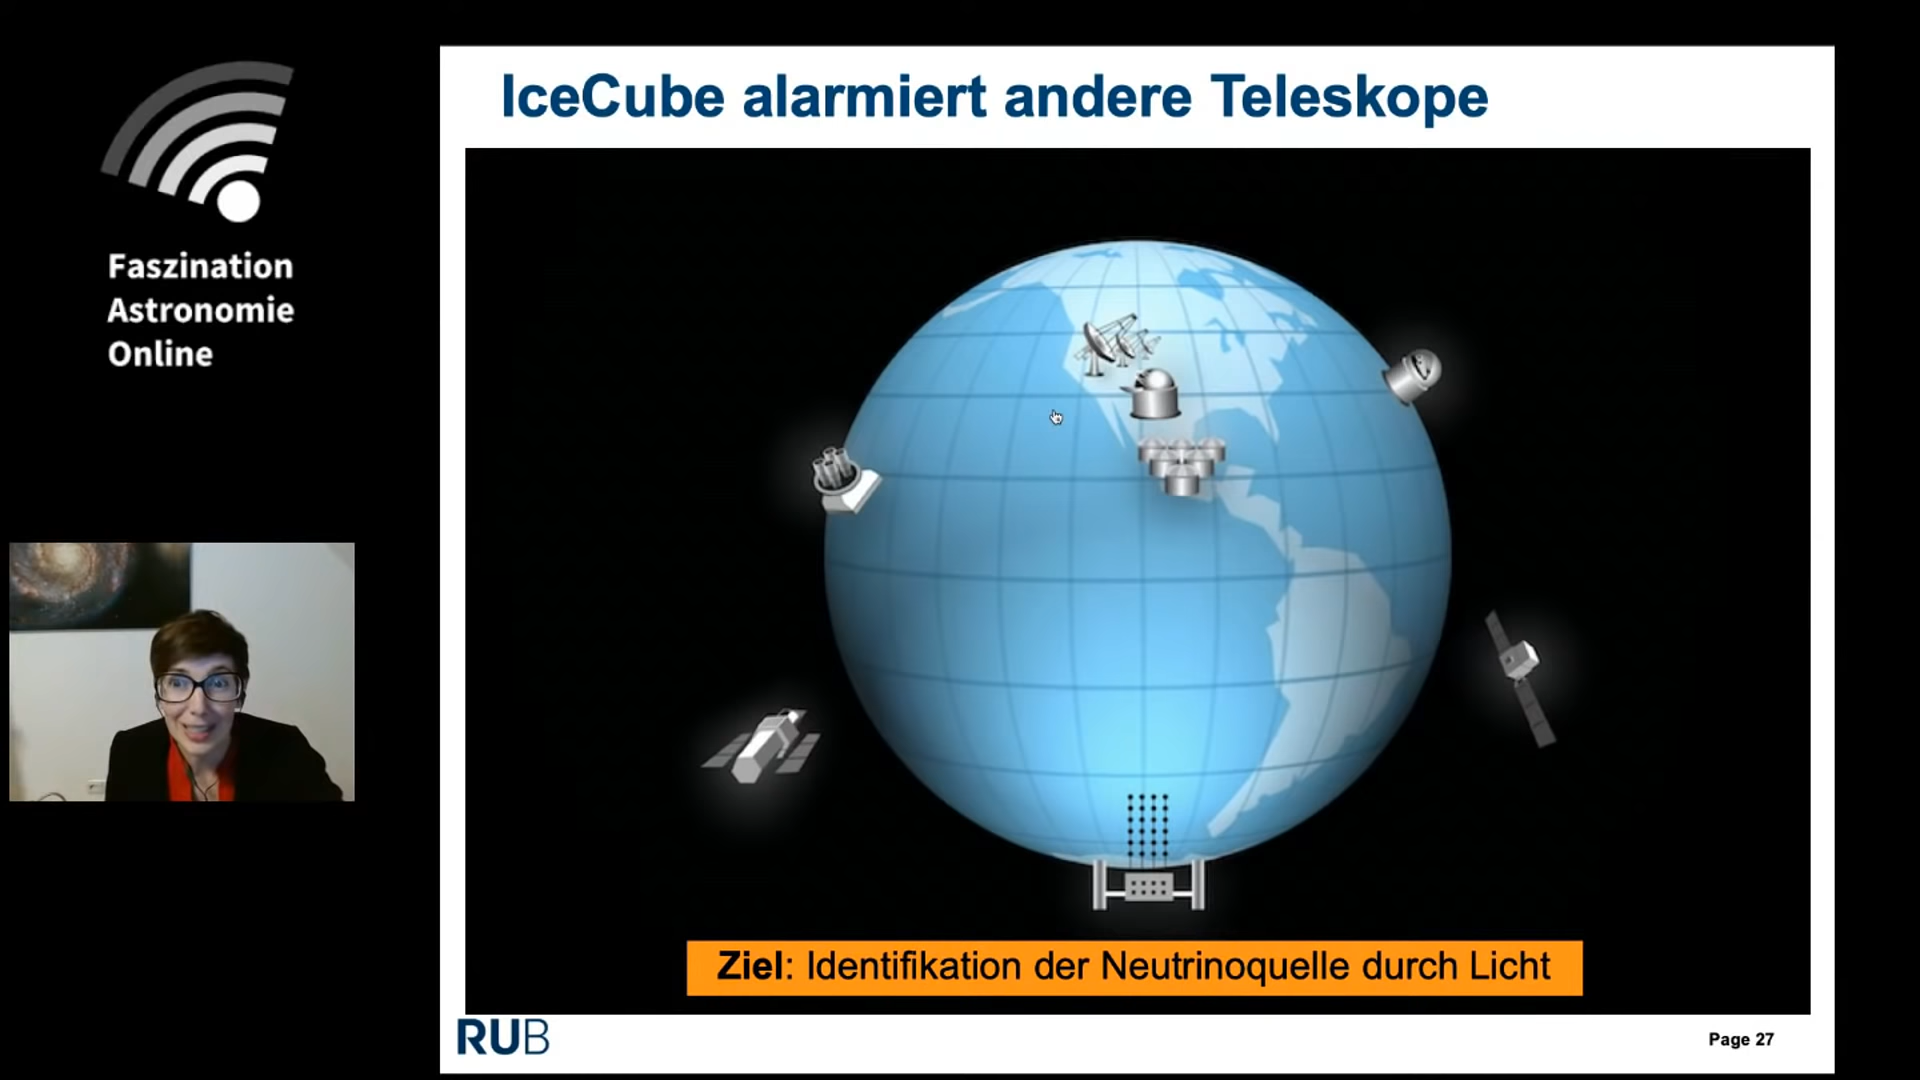 Faszination
Astronomie
Online
IceCube alarmiert andere Teleskope
Ziel: Identifikation der Neutrinoquelle durch Licht
RUB
Page 27